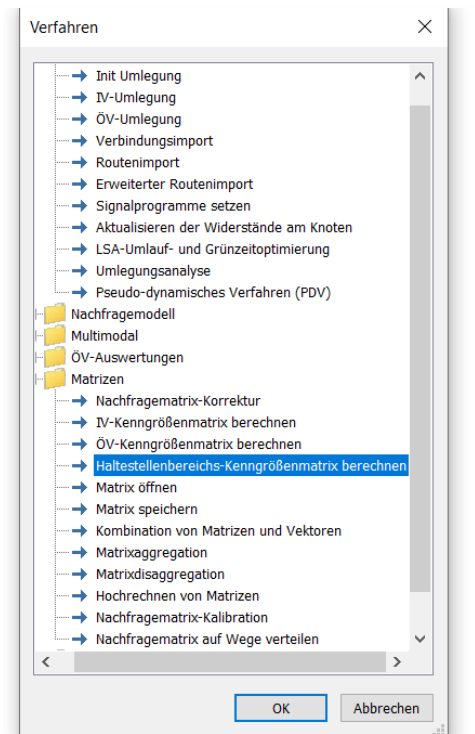 Verfahren
Init Umlegung
IV-Umlegung
ÖV-Umlegung
Verbindungsimport
Routenimport
Erweiterter Routenimport
Signalprogramme setzen
Aktualisieren der Widerstände am Knoten
LSA-Umlauf- und Grünzeitoptimierung
Umlegungsanalyse
Pseudo-dynamisches Verfahren (PDV)
Nachfragemodell
Multimodal
ÖV-Auswertungen
Matrizen
Nachfragematrix-Korrektur
IV-Kenngrößenmatrix berechnen
ÖV-Kenngrößenmatrix berechnen
Haltestellenbereichs-Kenngrößenmatrix berechnen
Matrix öffnen
Matrix speichern
Kombination von Matrizen und Vektoren
Matrixaggregation
Matrixdisaggregation
Hochrechnen von Matrizen
Nachfragematrix-Kalibration
Nachfragematrix auf Wege verteilen
OK Abbrechen